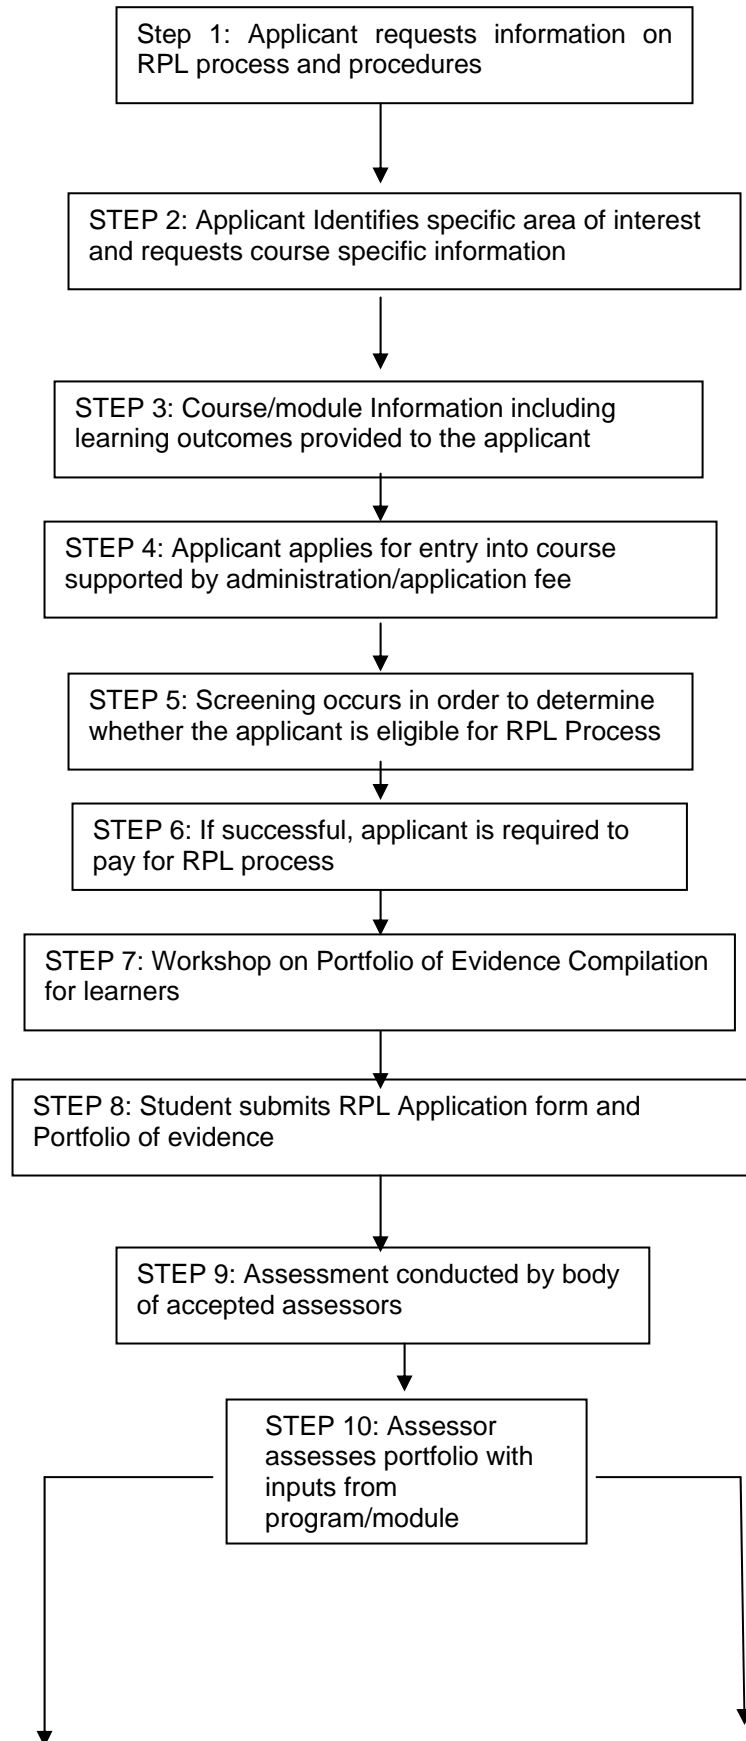 Step 1: Applicant requests information on
RPL process and procedures
STEP 2: Applicant Identifies specific area of interest
and requests course specific information
STEP 3: Course/module Information including
learning outcomes provided to the applicant
STEP 4: Applicant applies for entry into course
supported by administration/application fee
STEP 5: Screening occurs in order to determine
whether the applicant is eligible for RPL Process
STEP 6: If successful, applicant is required to
pay for RPL process
STEP 7: Workshop on Portfolio of Evidence Compilation
for learners
STEP 8: Student submits RPL Application form and
Portfolio of evidence
STEP 9: Assessment conducted by body
of accepted assessors
STEP 10: Assessor
assesses portfolio with
inputs from
program/module